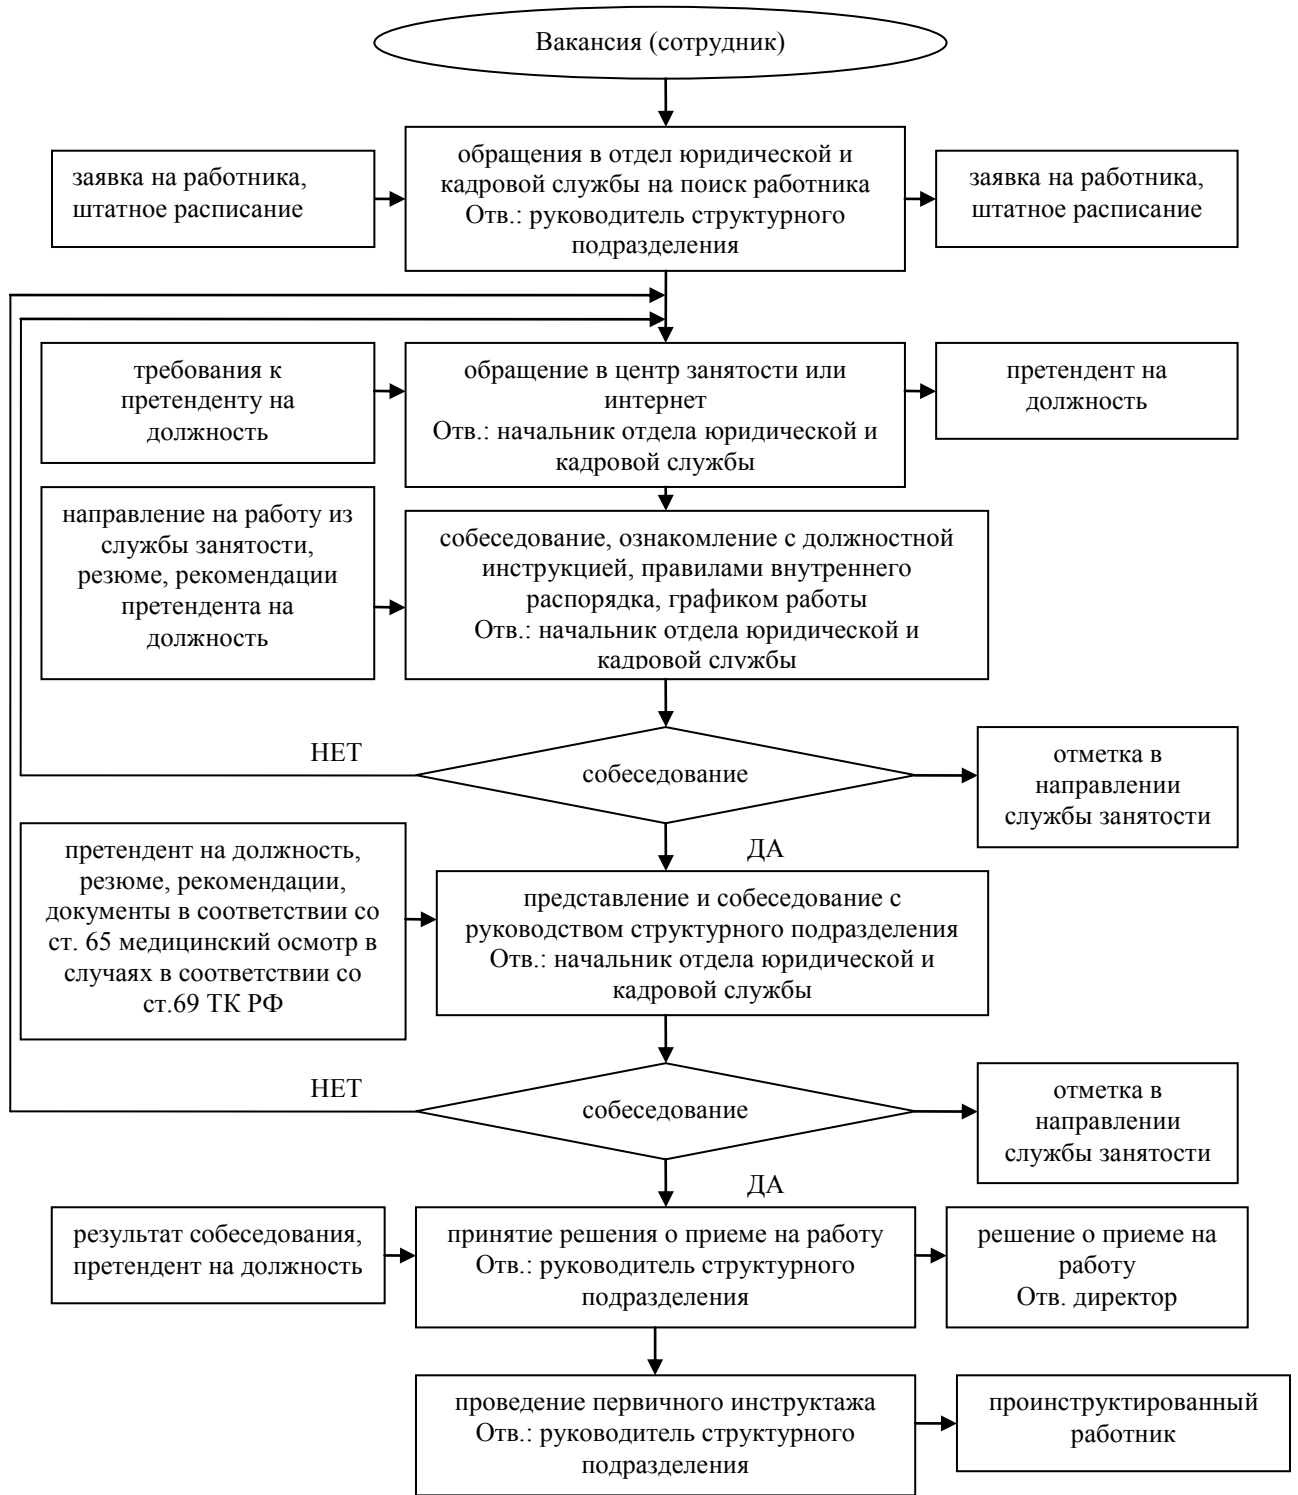 Вакансия (сотрудник)
заявка на работника,
штатное расписание
обращения в отдел юридической и
кадровой службы на поиск работника
Отв.: руководитель структурного
подразделения
заявка на работника,
штатное расписание
требования к
претенденту на
должность
обращение в центр занятости или
интернет
Отв.: начальник отдела юридической и
кадровой службы
претендент на
должность
направление на работу из
службы занятости,
резюме, рекомендации
претендента на
должность
собеседование, ознакомление с должностной
инструкцией, правилами внутреннего
распорядка, графиком работы
Отв.: начальник отдела юридической и
кадровой службы
НЕТ
собеседование
отметка в
направлении
службы занятости
ДА
претендент на должность,
резюме, рекомендации,
документы в соответствии со
ст. 65 медицинский осмотр в
случаях в соответствии со
ст.69 ТК РФ
представление и собеседование с
руководством структурного подразделения
Отв.: начальник отдела юридической и
кадровой службы
НЕТ
собеседование
отметка в
направлении
службы занятости
ДА
результат собеседования,
претендент на должность
принятие решения о приеме на работу
Отв.: руководитель структурного
подразделения
решение о приеме на
работу
Отв. директор
проведение первичного инструктажа
Отв.: руководитель структурного
подразделения
проинструктированный
работник